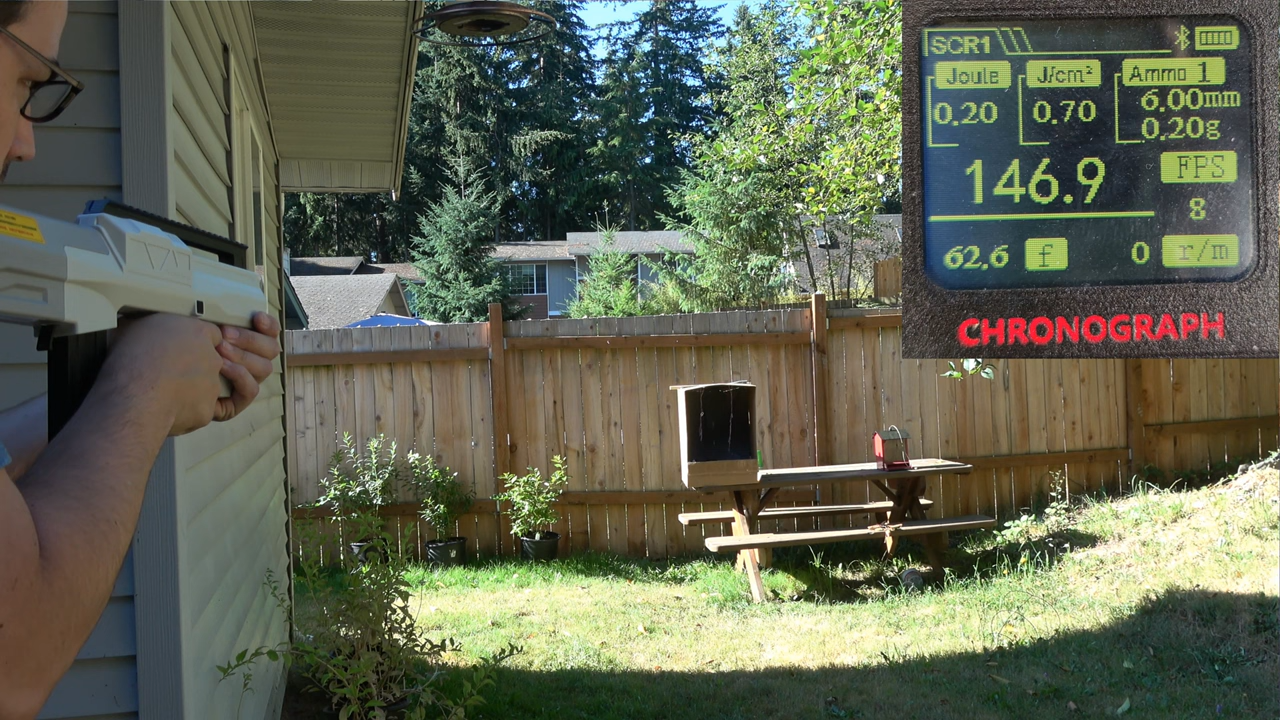 SCR1
Joule J/cm² Ammo 1
0.20 0.70 6.00mm
0.20g
146.9 FPS
8
62.6 f 0 r/m
CHRONOGRAPH